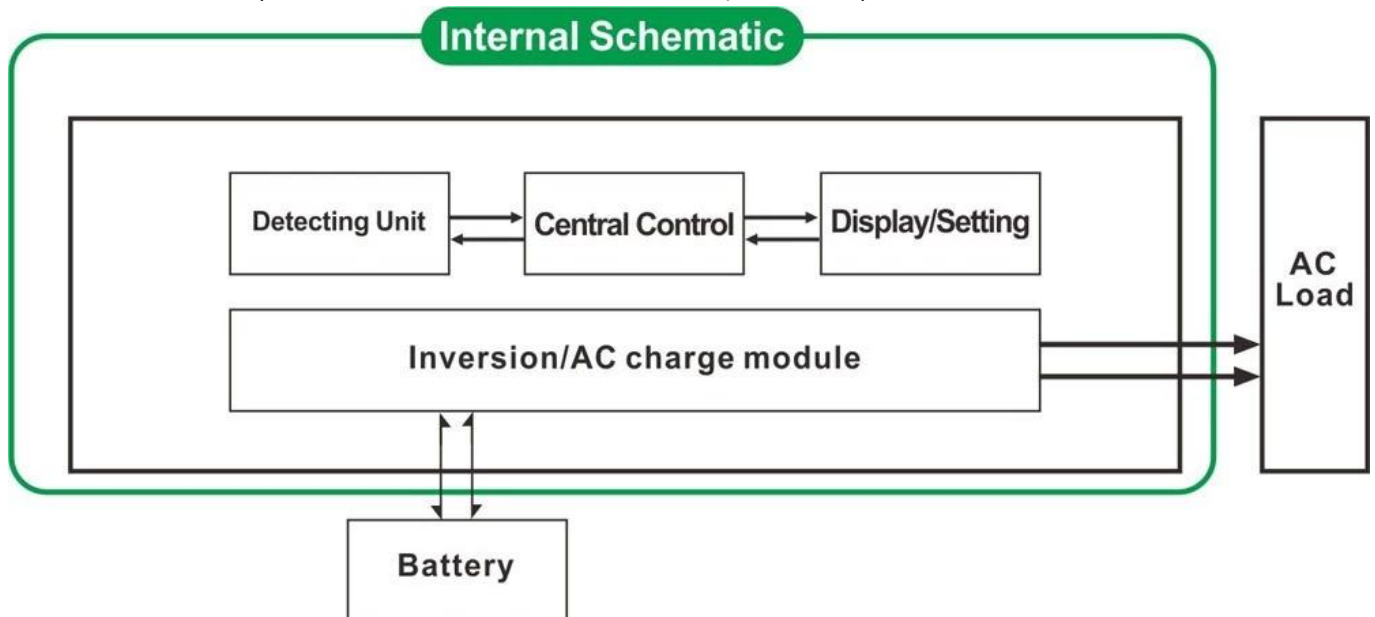 Internal Schematic
Detecting Unit
Central Control
Display/Setting
AC
Load
Inversion/AC charge module
Battery